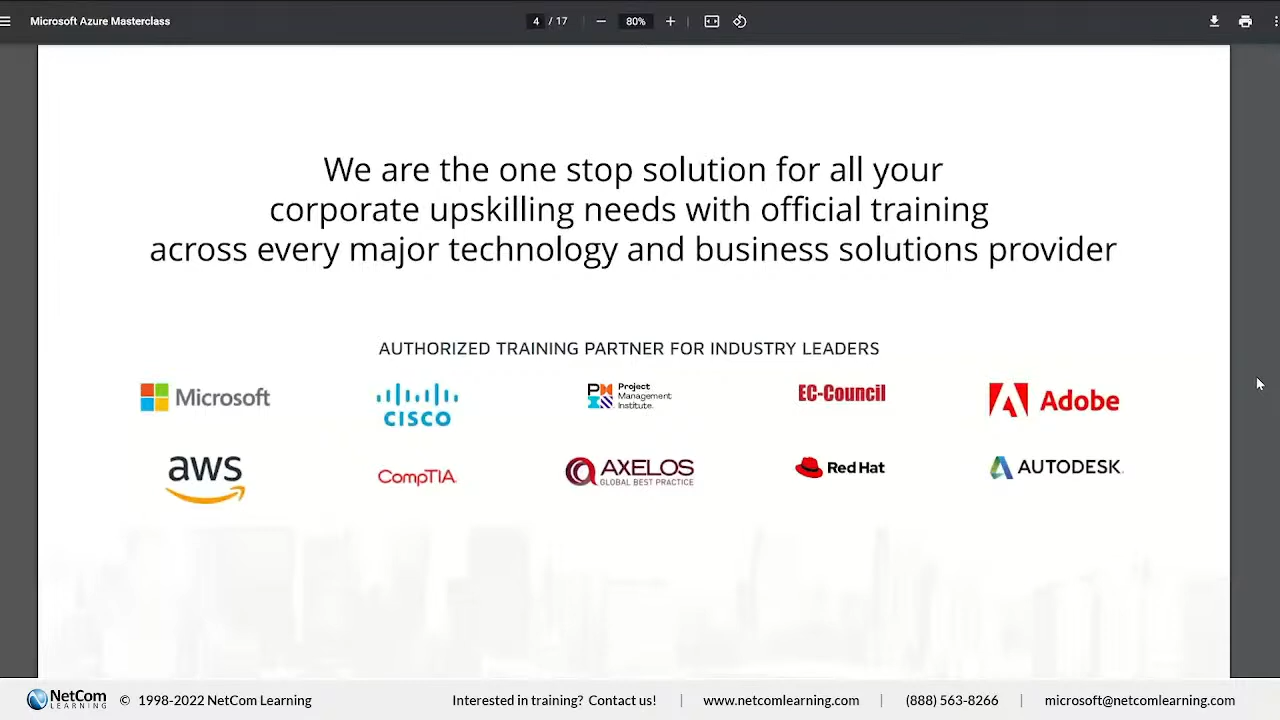 Microsoft Azure Masterclass
4 / 17
80%
We are the one stop solution for all your
corporate upskilling needs with official training
across every major technology and business solutions provider
AUTHORIZED TRAINING PARTNER FOR INDUSTRY LEADERS
Microsoft
CISCO
PM
Project
Management
Institute.
EC-Council
Adobe
aws
CompTIA.
AXELOS
GLOBAL BEST PRACTICE
Red Hat
AUTODESK.
NetCom
LEARNING
© 1998-2022 NetCom Learning
Interested in training? Contact us! | www.netcomlearning.com | (888) 563-8266 | microsoft@netcomlearning.com